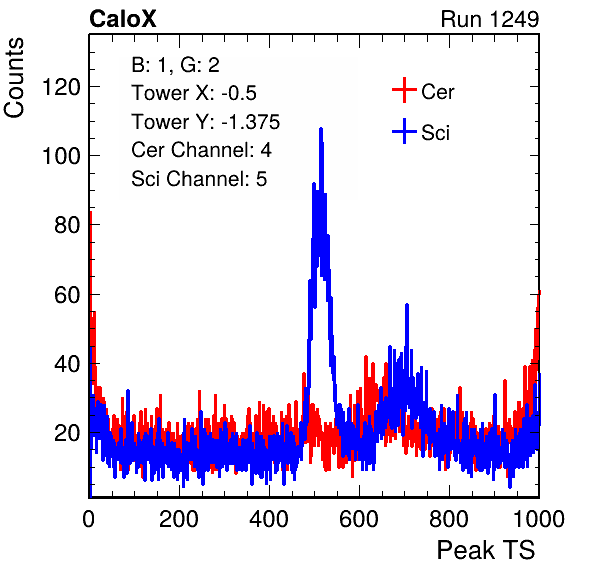 CaloX Run 1249
Counts
B: 1, G: 2
Tower X: -0.5
Tower Y: -1.375
Cer Channel: 4
Sci Channel: 5
Cer
Sci
120
100
80
60
40
20
0 200 400 600 800 1000
Peak TS